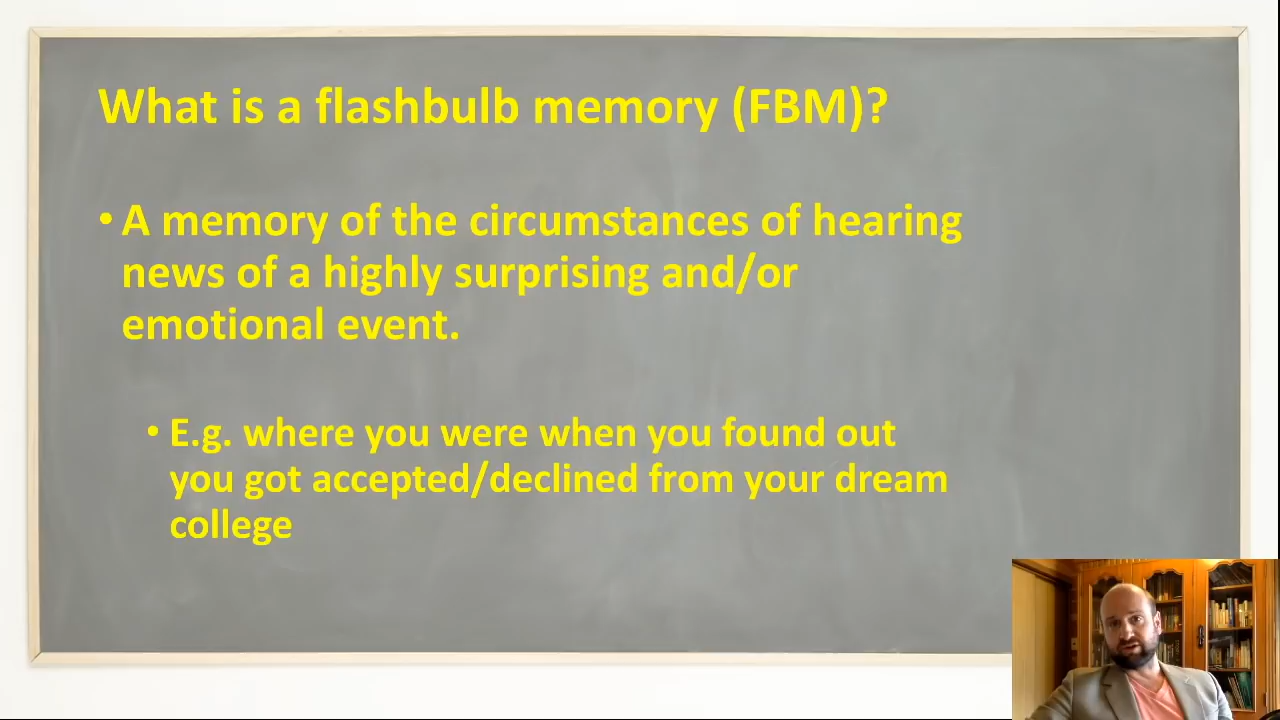 What is a flashbulb memory (FBM)?
• A memory of the circumstances of hearing
news of a highly surprising and/or
emotional event.
• E.g. where you were when you found out
you got accepted/declined from your dream
college